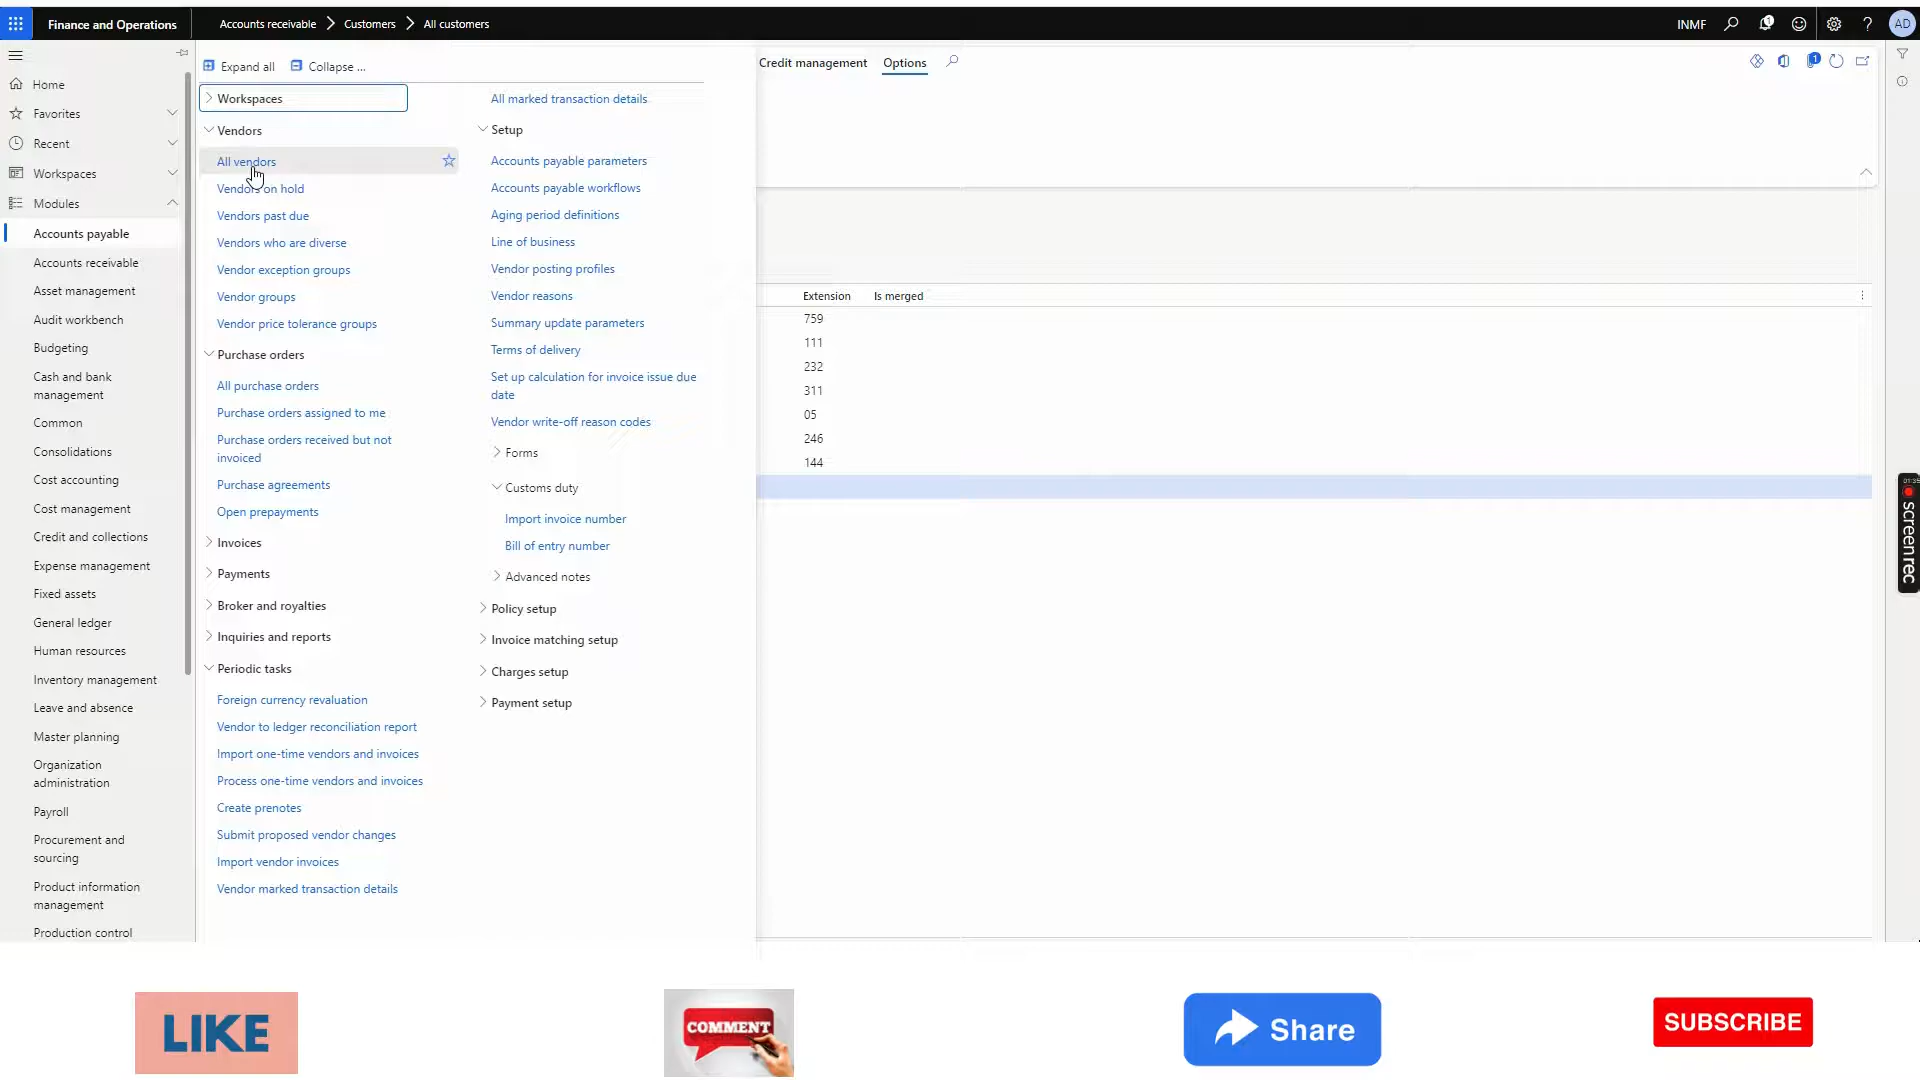 Finance and Operations
Accounts receivable
Customers
All customers
INMF
1
?
AD
Expand all
Collapse ...
Credit management
Options
1
Home
Favorites
Recent
Workspaces
Modules
Accounts payable
Accounts receivable
Asset management
Audit workbench
Budgeting
Cash and bank
management
Common
Consolidations
Cost accounting
Cost management
Credit and collections
Expense management
Fixed assets
General ledger
Human resources
Inventory management
Leave and absence
Master planning
Organization
administration
Payroll
Procurement and
sourcing
Product information
management
Production control
Workspaces
Vendors
All vendors
Vendors on hold
Vendors past due
Vendors who are diverse
Vendor exception groups
Vendor groups
Vendor price tolerance groups
Purchase orders
All purchase orders
Purchase orders assigned to me
Purchase orders received but not
invoiced
Purchase agreements
Open prepayments
Invoices
Payments
Broker and royalties
Inquiries and reports
Periodic tasks
Foreign currency revaluation
Vendor to ledger reconciliation report
Import one-time vendors and invoices
Process one-time vendors and invoices
Create prenotes
Submit proposed vendor changes
Import vendor invoices
Vendor marked transaction details
All marked transaction details
Setup
Accounts payable parameters
Accounts payable workflows
Aging period definitions
Line of business
Vendor posting profiles
Vendor reasons
Summary update parameters
Terms of delivery
Set up calculation for invoice issue due
date
Vendor write-off reason codes
Forms
Customs duty
Import invoice number
Bill of entry number
Advanced notes
Policy setup
Invoice matching setup
Charges setup
Payment setup
Extension
Is merged
759
111
232
311
05
246
144
01:35
screenrec
LIKE
COMMENT
Share
SUBSCRIBE